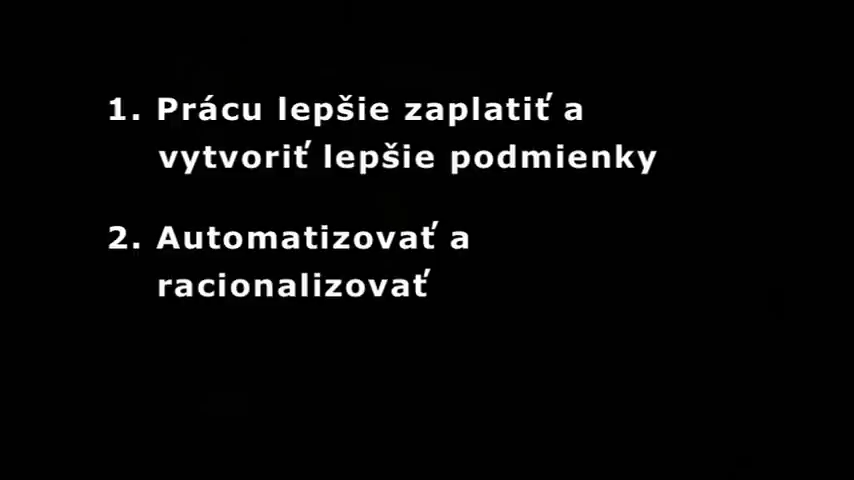 1. Prácu lepšie zaplatiť a
vytvoriť lepšie podmienky
2. Automatizovať a
racionalizovať